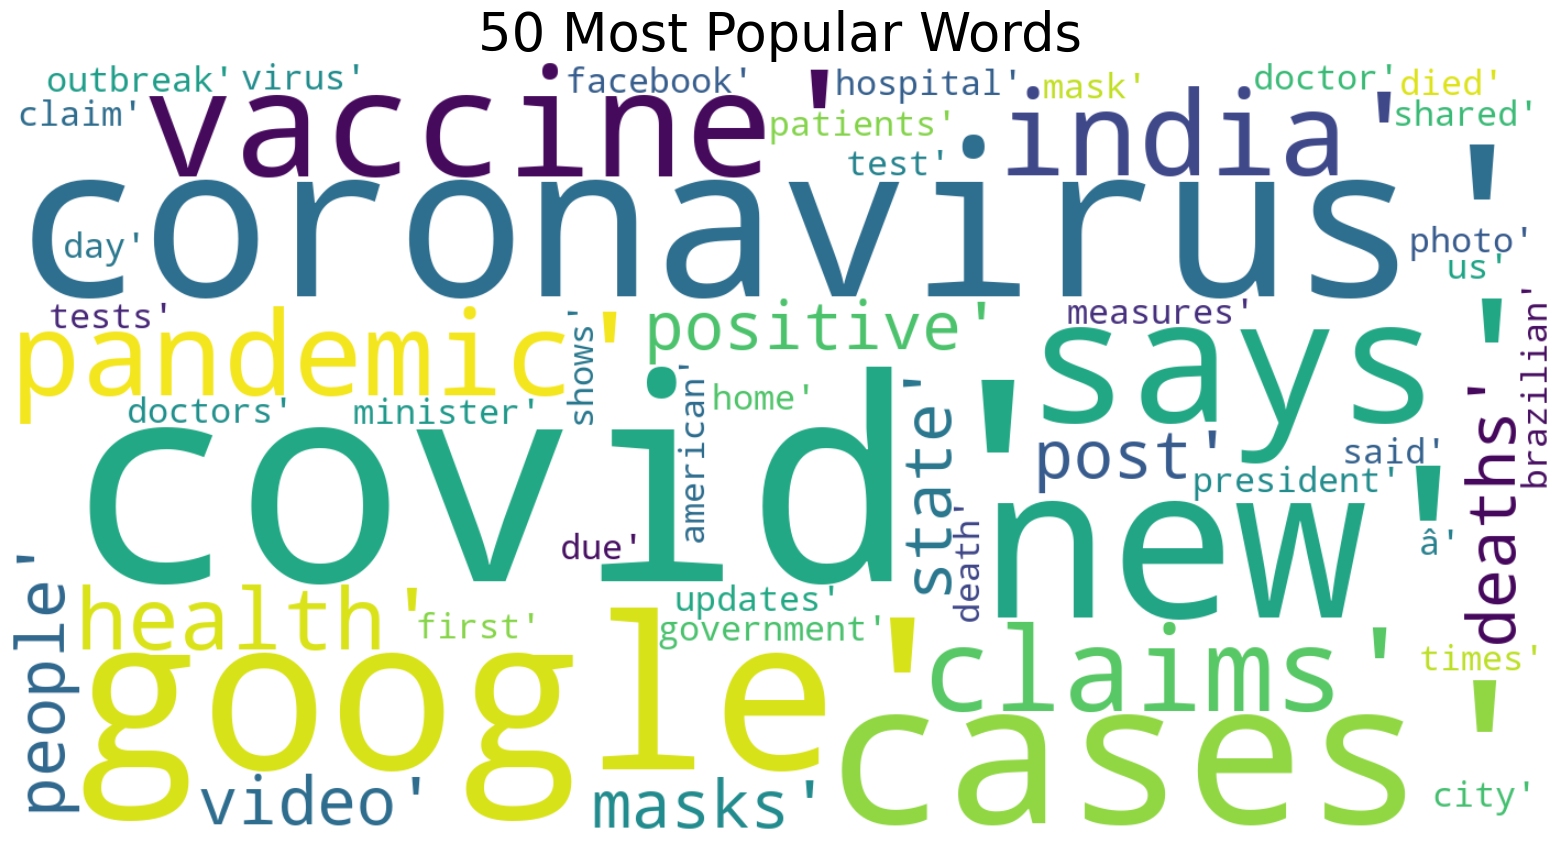 50 Most Popular Words
outbreak'
virus'
facebook'
hospital'
mask'
doctor'
died'
claim'
vaccine'
patients'
india'
shared'
test'
coronavirus'
day'
photo'
us'
tests'
pandemic'
shows'
positive'
measures'
says'
brazilian'
doctors'
minister'
american'
home'
state'
deaths'
covid'
new'
post'
said'
president'
â'
due'
death'
people'
health'
first'
updates'
government'
google'
claims'
times'
cases'
video'
masks'
city'